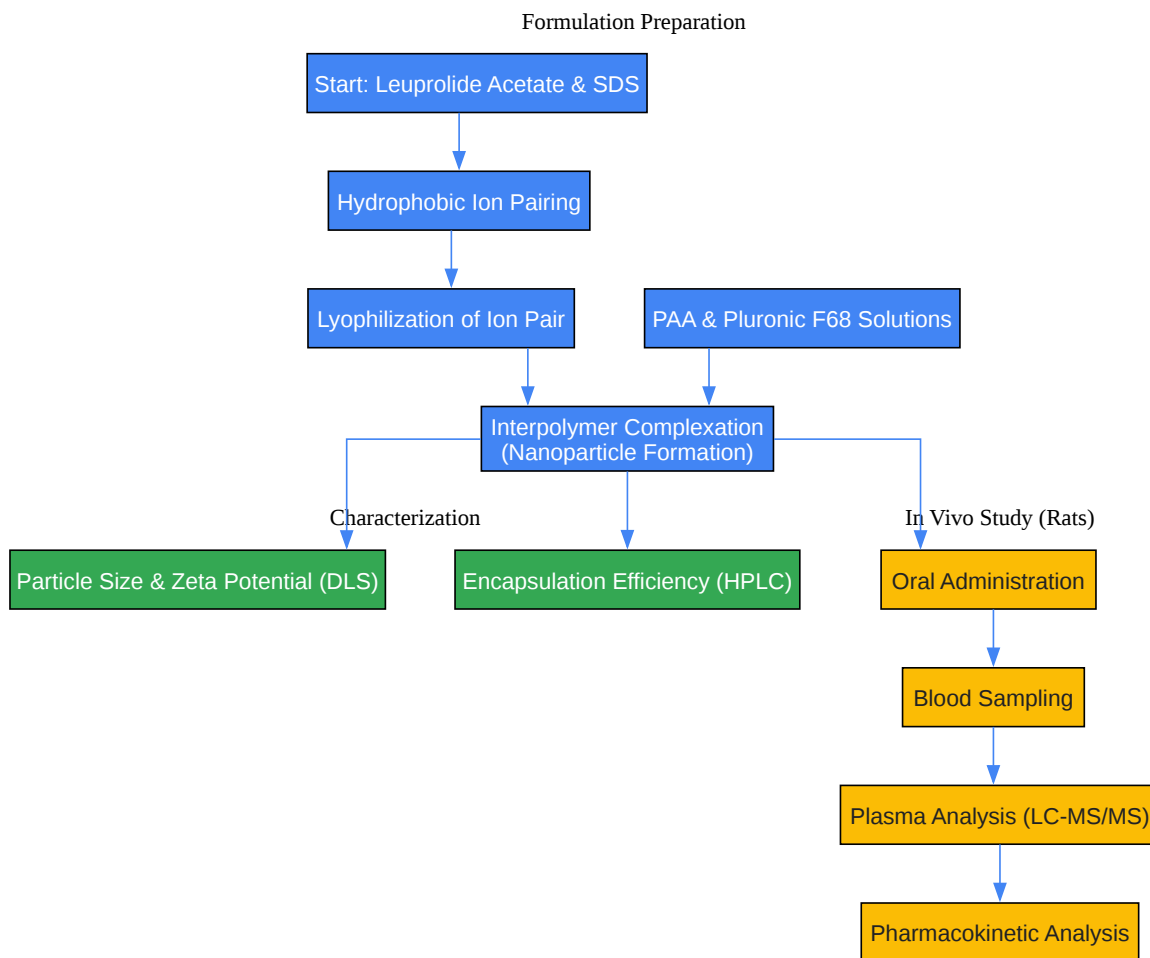 Formulation Preparation
Start: Leuprolide Acetate & SDS
Hydrophobic Ion Pairing
Lyophilization of Ion Pair
PAA & Pluronic F68 Solutions
Interpolymer Complexation
(Nanoparticle Formation)
Characterization
In Vivo Study (Rats)
Particle Size & Zeta Potential (DLS)
Encapsulation Efficiency (HPLC)
Oral Administration
Blood Sampling
Plasma Analysis (LC-MS/MS)
Pharmacokinetic Analysis